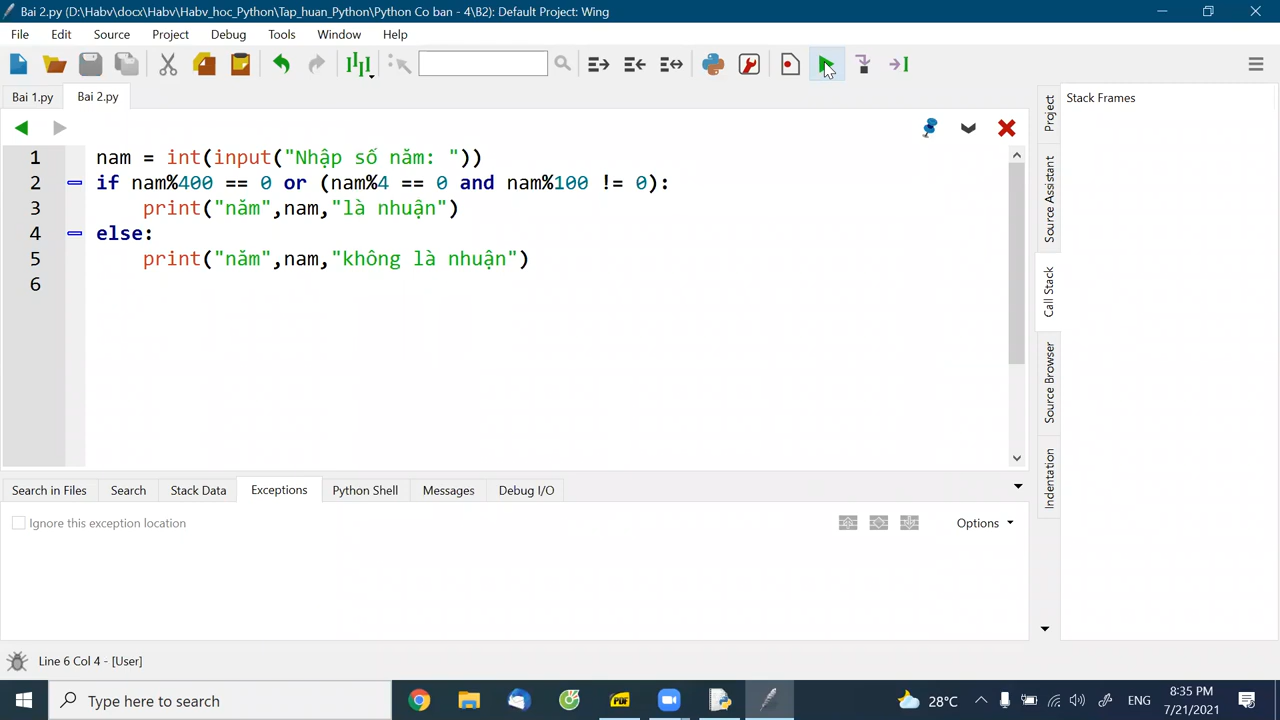 Bai 2.py (D:\Habv\docx\Habv\Habv_hoc_Python\Tap_huan_Python\Python Co ban - 4\B2): Default Project: Wing
File Edit Source Project Debug Tools Window Help
Bai 1.py Bai 2.py
Stack Frames
1 nam = int(input("Nhập số năm: "))
2 if nam%400 == 0 or (nam%4 == 0 and nam%100 != 0):
3 print("năm",nam,"là nhuận")
4 else:
5 print("năm",nam,"không là nhuận")
6
Project
Source Assistant
Call Stack
Source Browser
Indentation
Search in Files Search Stack Data Exceptions Python Shell Messages Debug I/O
Ignore this exception location Options
Line 6 Col 4 - [User]
Type here to search PDF 28°C ENG 8:35 PM
7/21/2021